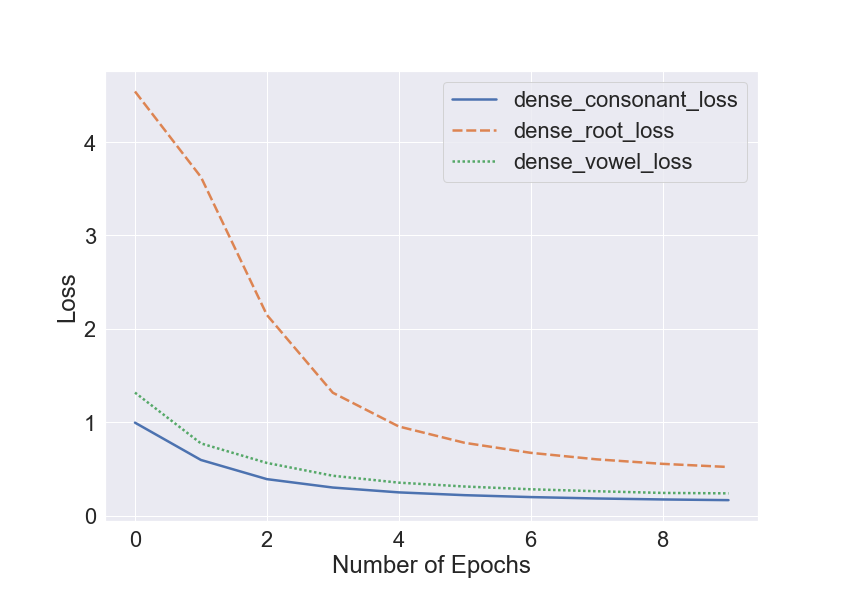 dense_consonant_loss
dense_root_loss
dense_vowel_loss
4
3
2
1
0
Loss
0 2 4 6 8
Number of Epochs